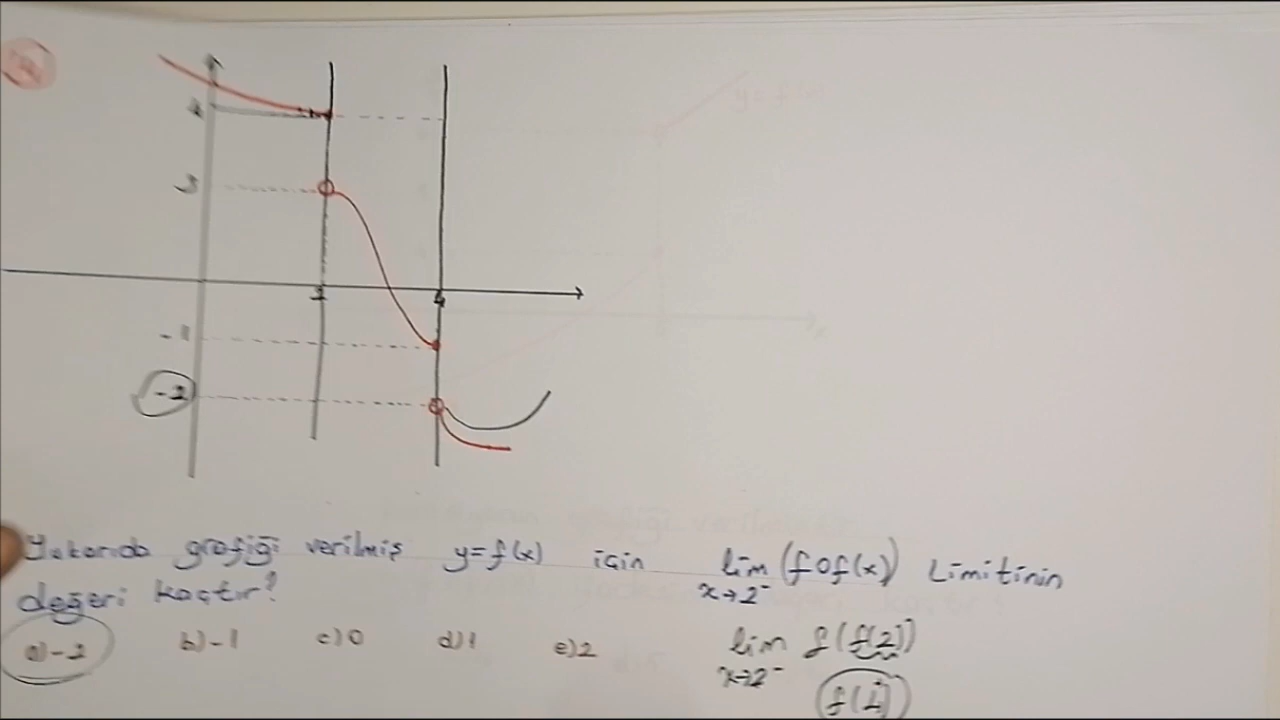 4
3
2
4
-1
-2
Yukarıda grafiği verilmiş y=f(x) için lim (fof(x)) Limitinin
x→2⁻
değeri kaçtır?
a)-2 b)-1 c)0 d)1 e)2
lim f(f(2⁻))
x→2⁻